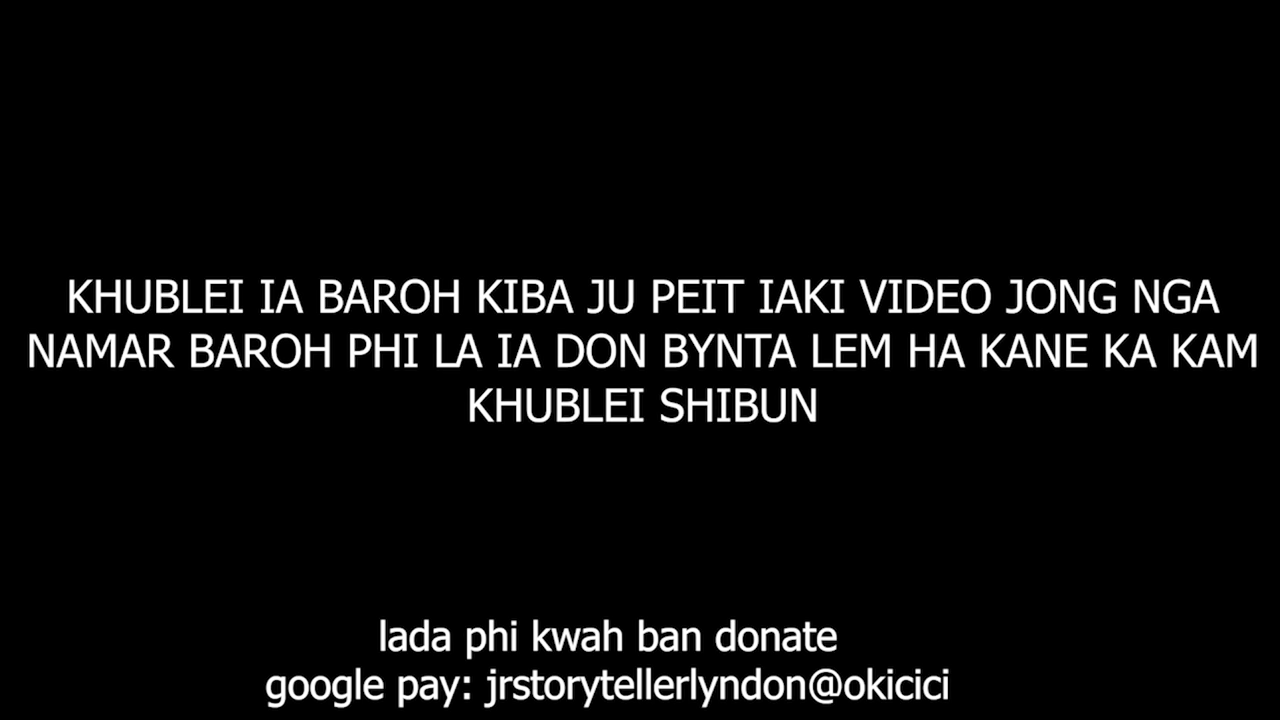 KHUBLEI IA BAROH KIBA JU PEIT IAKI VIDEO JONG NGA
NAMAR BAROH PHI LA IA DON BYNTA LEM HA KANE KA KAM
KHUBLEI SHIBUN
lada phi kwah ban donate
google pay: jrstorytellerlyndon@okicici